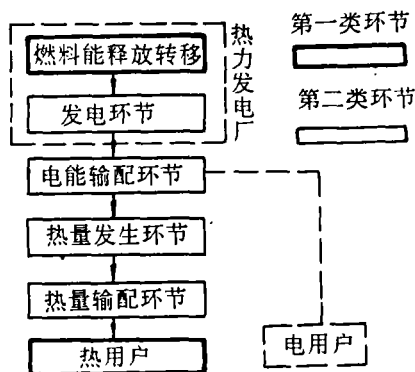 燃料能释放转移
发电环节
热力发电厂
第一类环节
第二类环节
电能输配环节
热量发生环节
热量输配环节
热用户
电用户